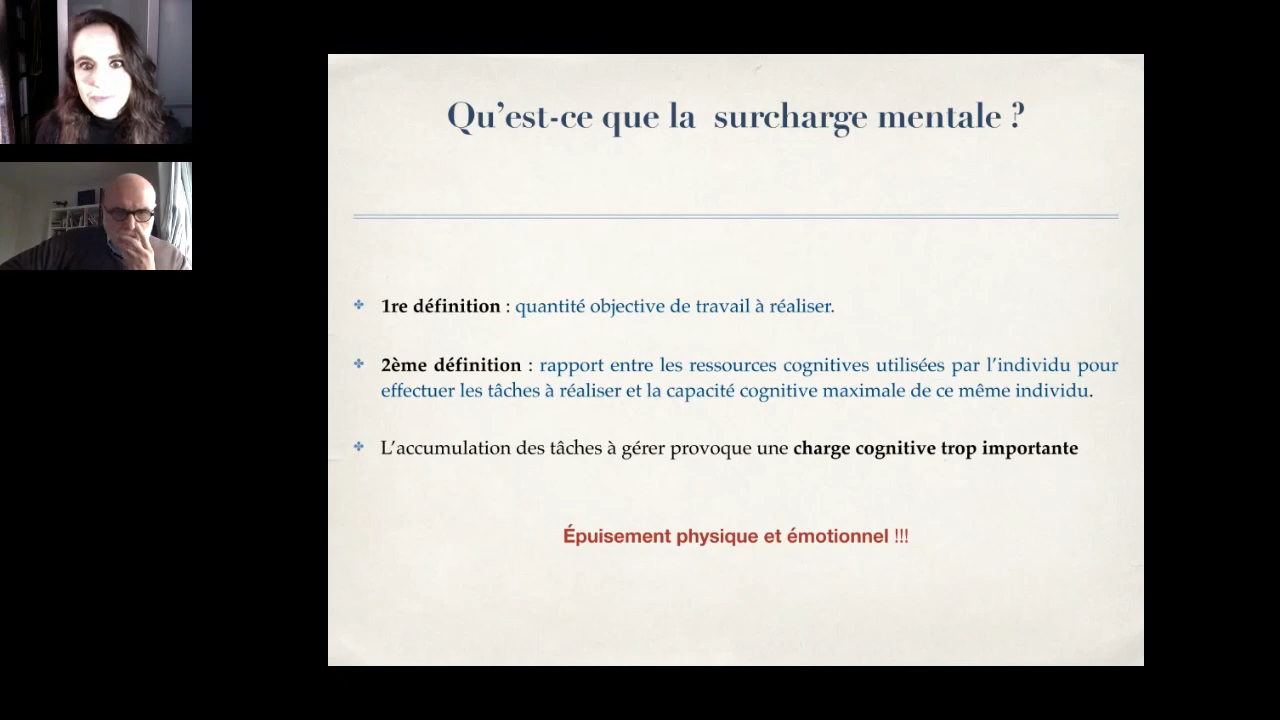 Qu’est-ce que la  surcharge mentale ?
1re définition : quantité objective de travail à réaliser.
2ème définition : rapport entre les ressources cognitives utilisées par l’individu pour
effectuer les tâches à réaliser et la capacité cognitive maximale de ce même individu.
L’accumulation des tâches à gérer provoque une charge cognitive trop importante
Épuisement physique et émotionnel !!!